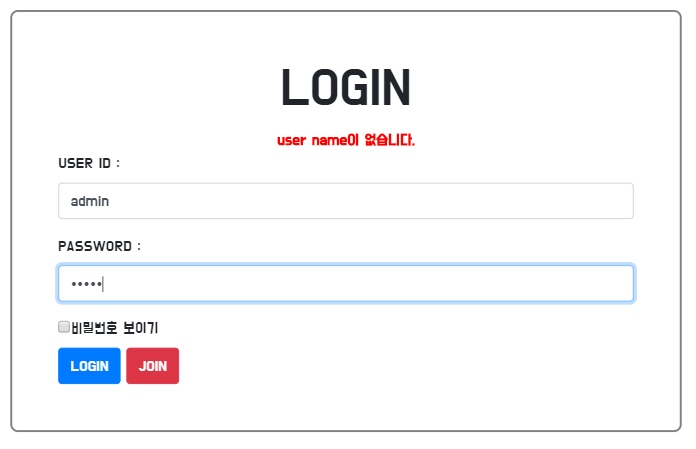 LOGIN
user name이 없습니다.
USER ID :
admin
PASSWORD :
•••••
비밀번호 보이기
LOGIN JOIN